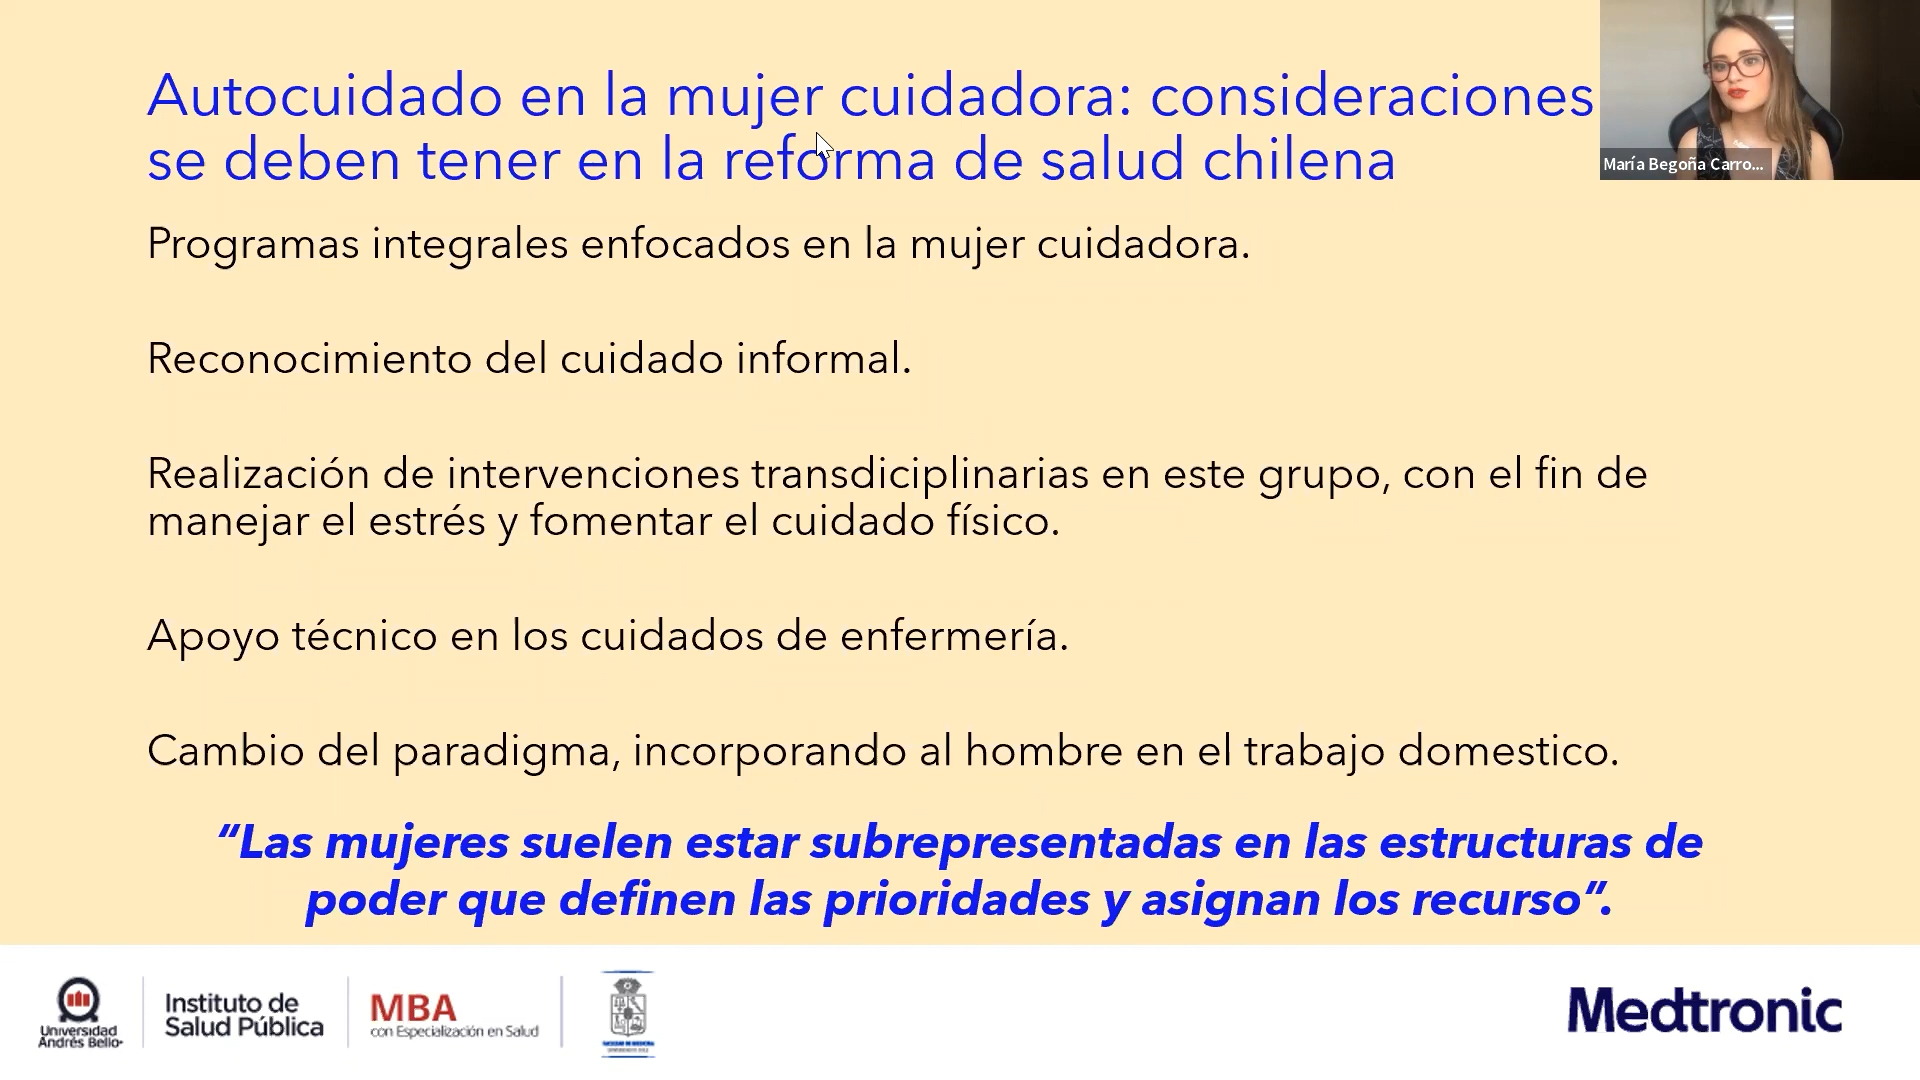 Autocuidado en la mujer cuidadora: consideraciones
se deben tener en la reforma de salud chilena
María Begoña Carro...
Programas integrales enfocados en la mujer cuidadora.
Reconocimiento del cuidado informal.
Realización de intervenciones transdiciplinarias en este grupo, con el fin de
manejar el estrés y fomentar el cuidado físico.
Apoyo técnico en los cuidados de enfermería.
Cambio del paradigma, incorporando al hombre en el trabajo domestico.
“Las mujeres suelen estar subrepresentadas en las estructuras de
poder que definen las prioridades y asignan los recurso”.
Universidad
Andrés Bello
Instituto de
Salud Pública
MBA
con Especialización en Salud
FACULTAD DE MEDICINA
Medtronic